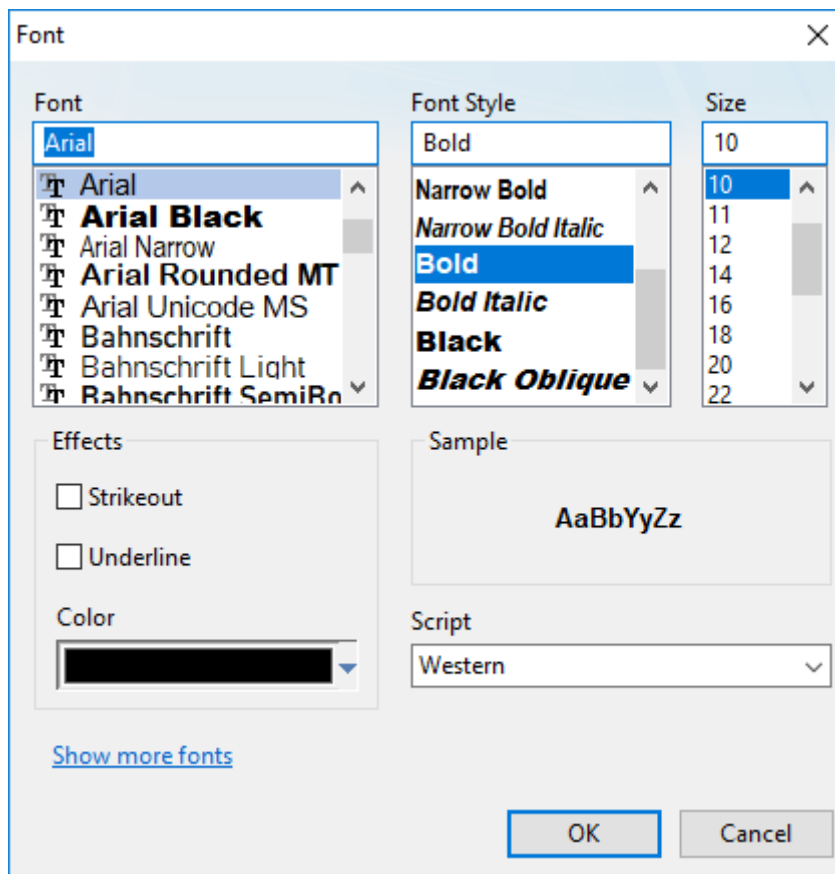 Font
Font
Arial
Arial
Arial Black
Arial Narrow
Arial Rounded MT
Arial Unicode MS
Bahnschrift
Bahnschrift Light
Bahnschrift SemiBo
Font Style
Bold
Narrow Bold
Narrow Bold Italic
Bold
Bold Italic
Black
Black Oblique
Size
10
10
11
12
14
16
18
20
22
Effects
Strikeout
Underline
Color
Sample
AaBbYyZz
Script
Western
Show more fonts
OK
Cancel